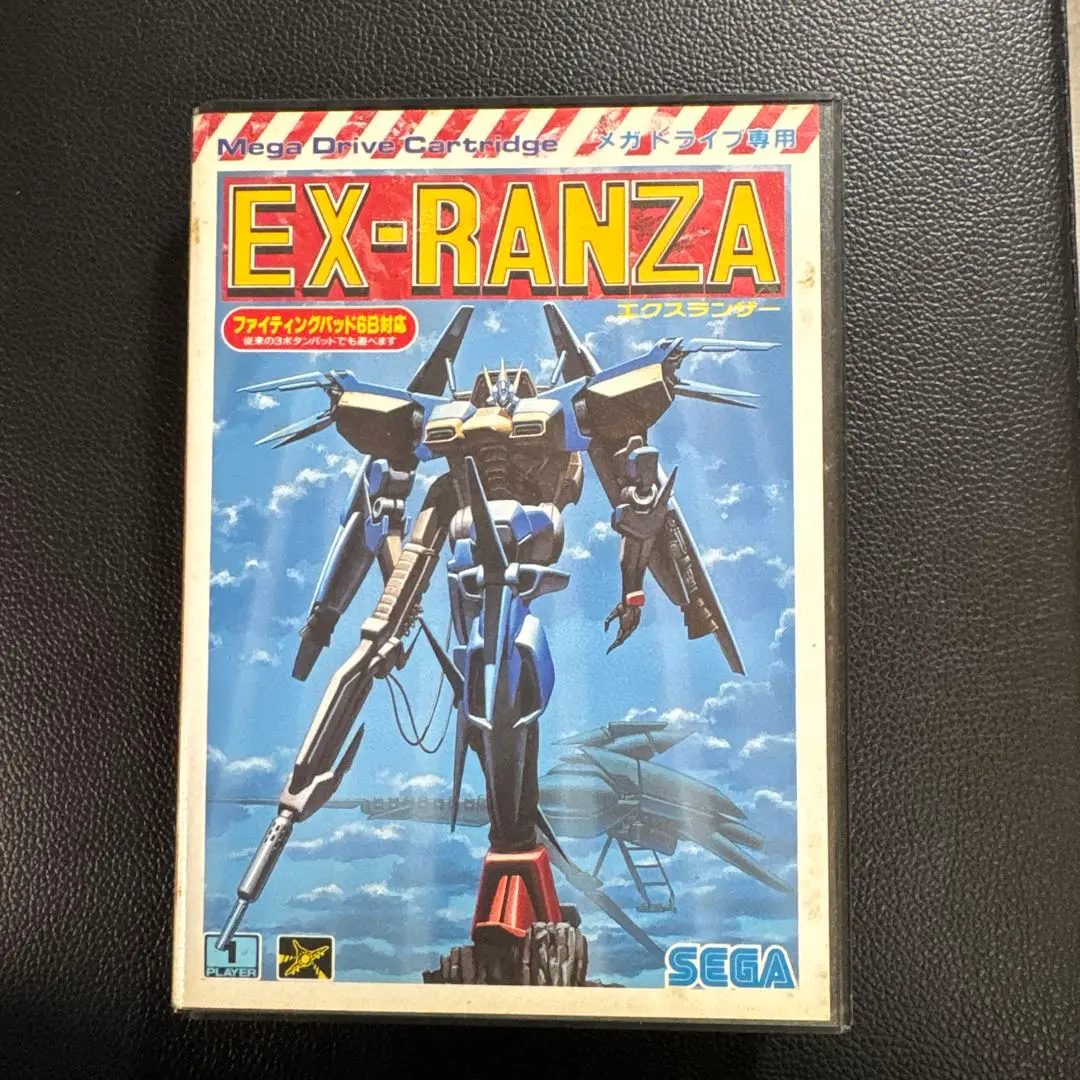 Mega Drive Cartridge メガドライブ専用
EX-RANZA
エクスランザー
ファイティングパッド6B対応
従来の3ボタンパッドでも遊べます
1
PLAYER
SEGA